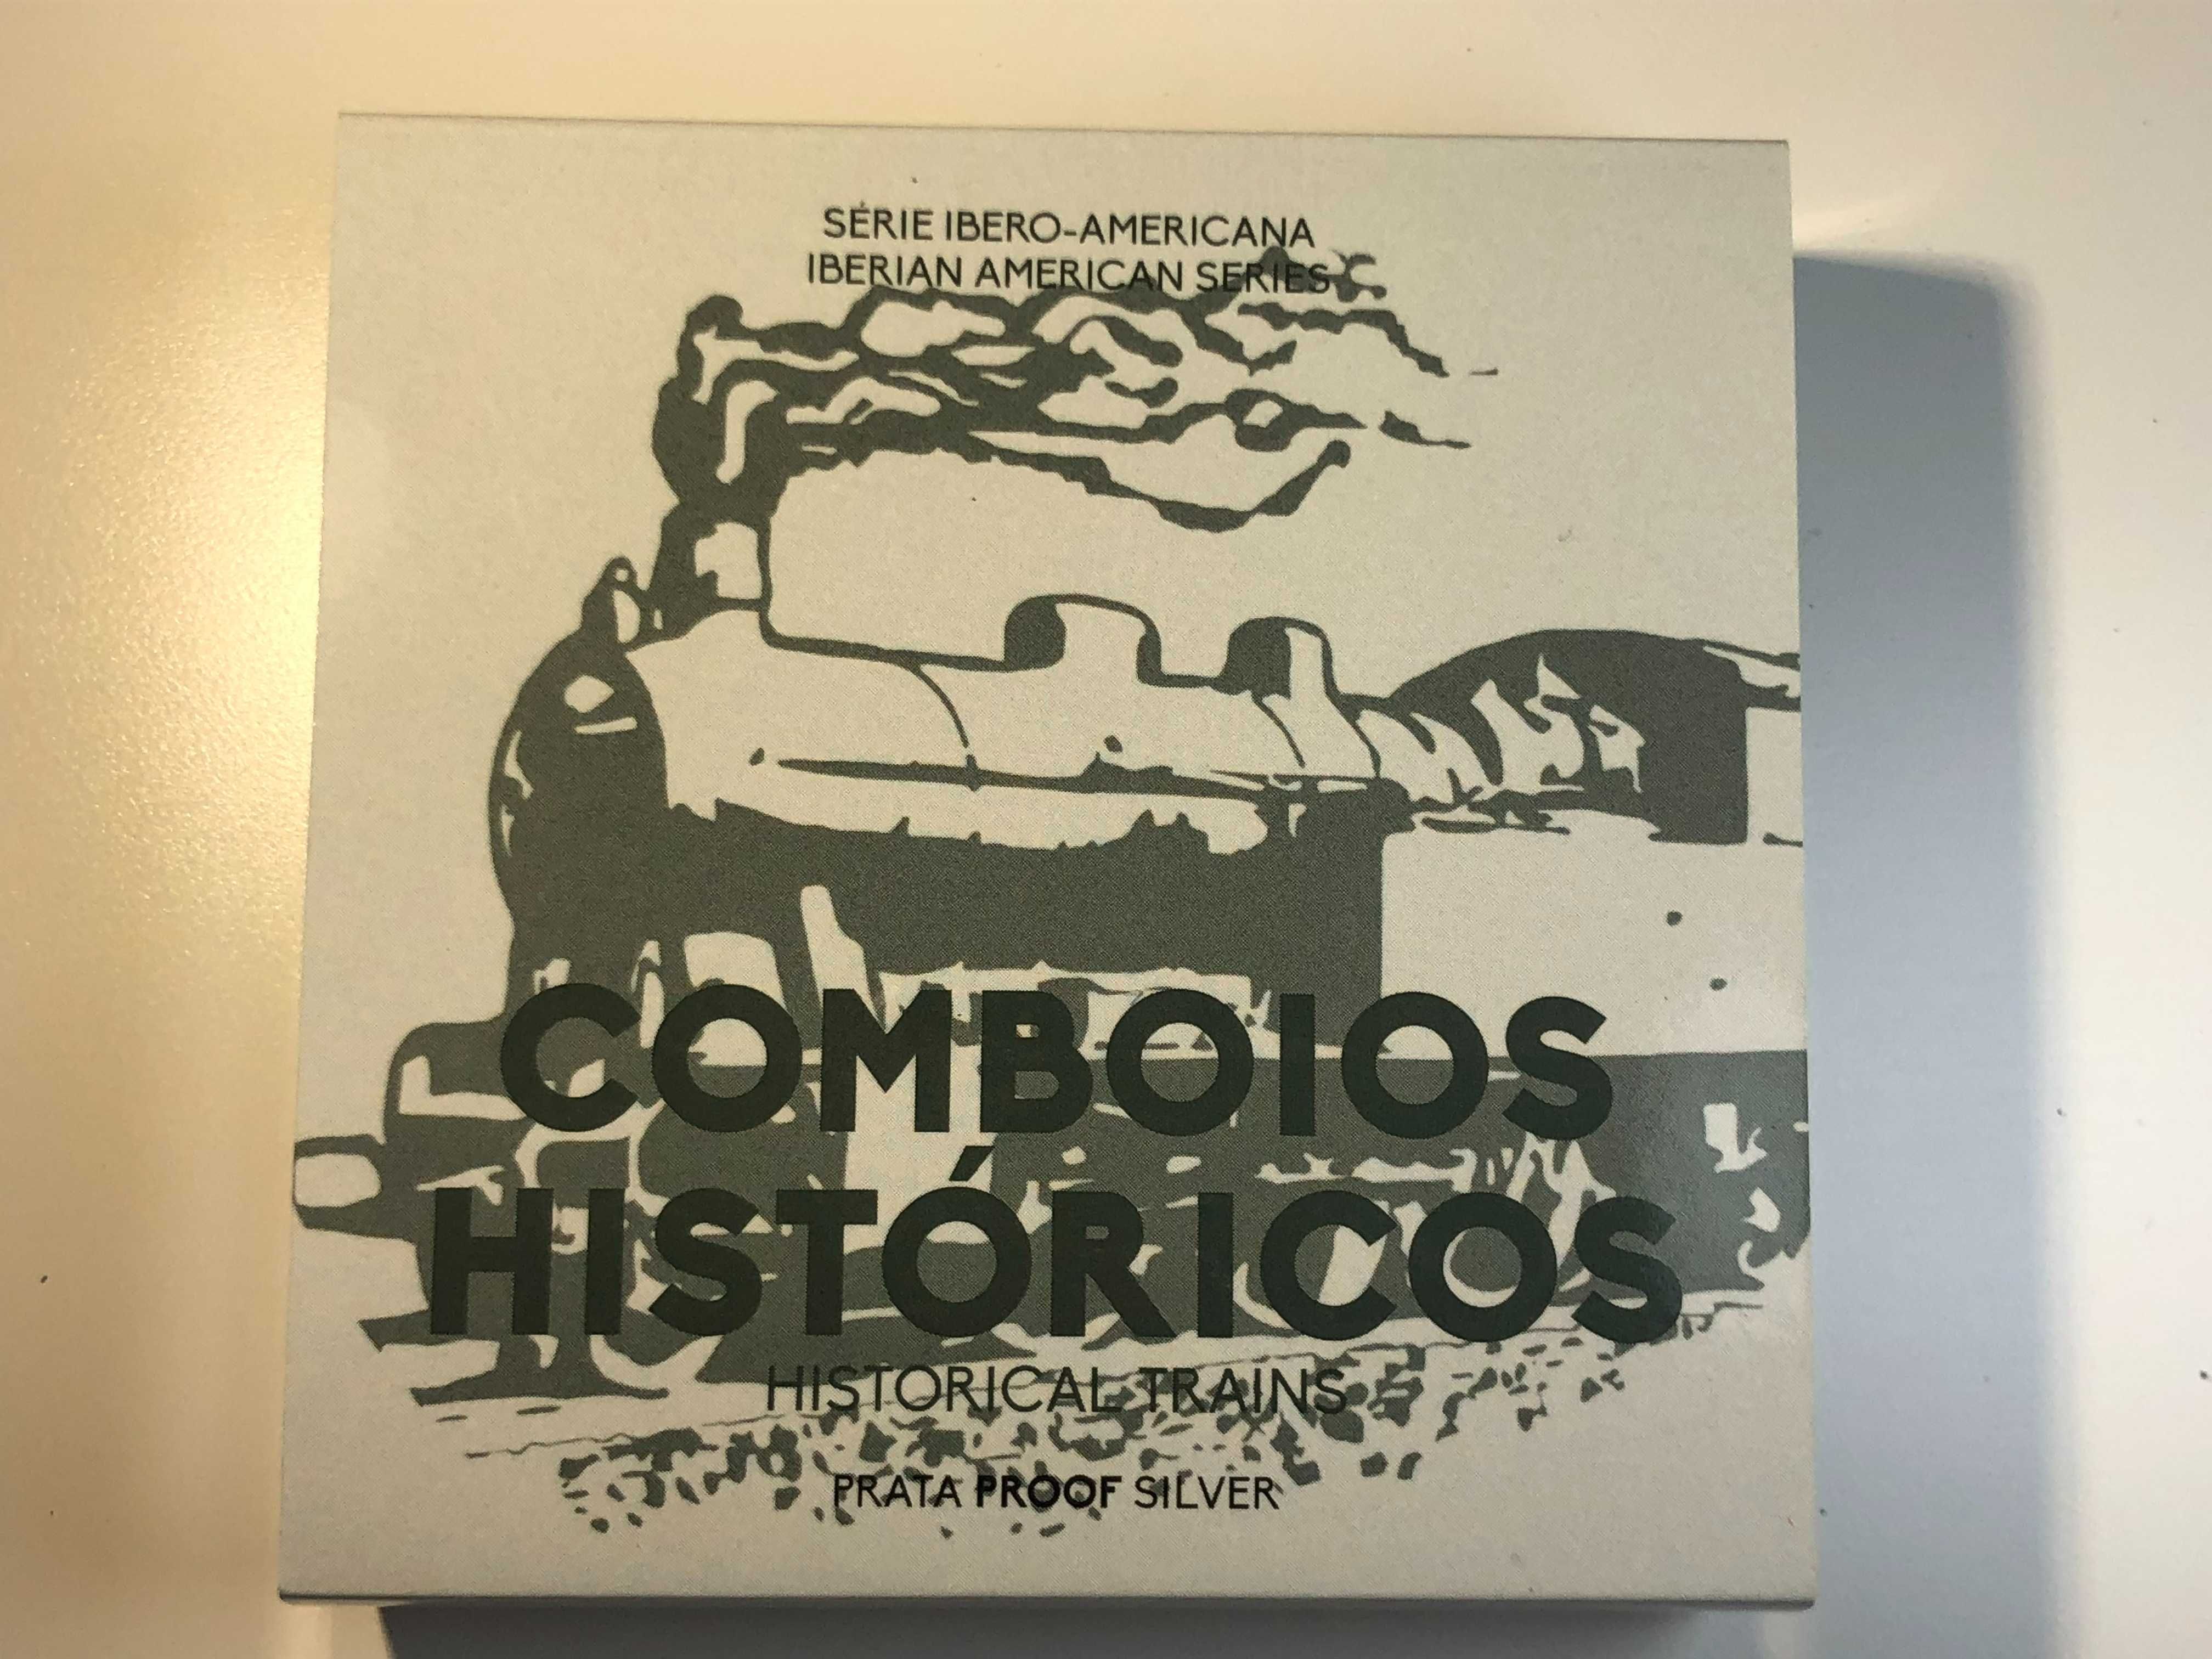 SÉRIE IBERO-AMERICANA
IBERIAN AMERICAN SERIES
COMBOIOS
HISTÓRICOS
HISTORICAL TRAINS
PRATA PROOF SILVER